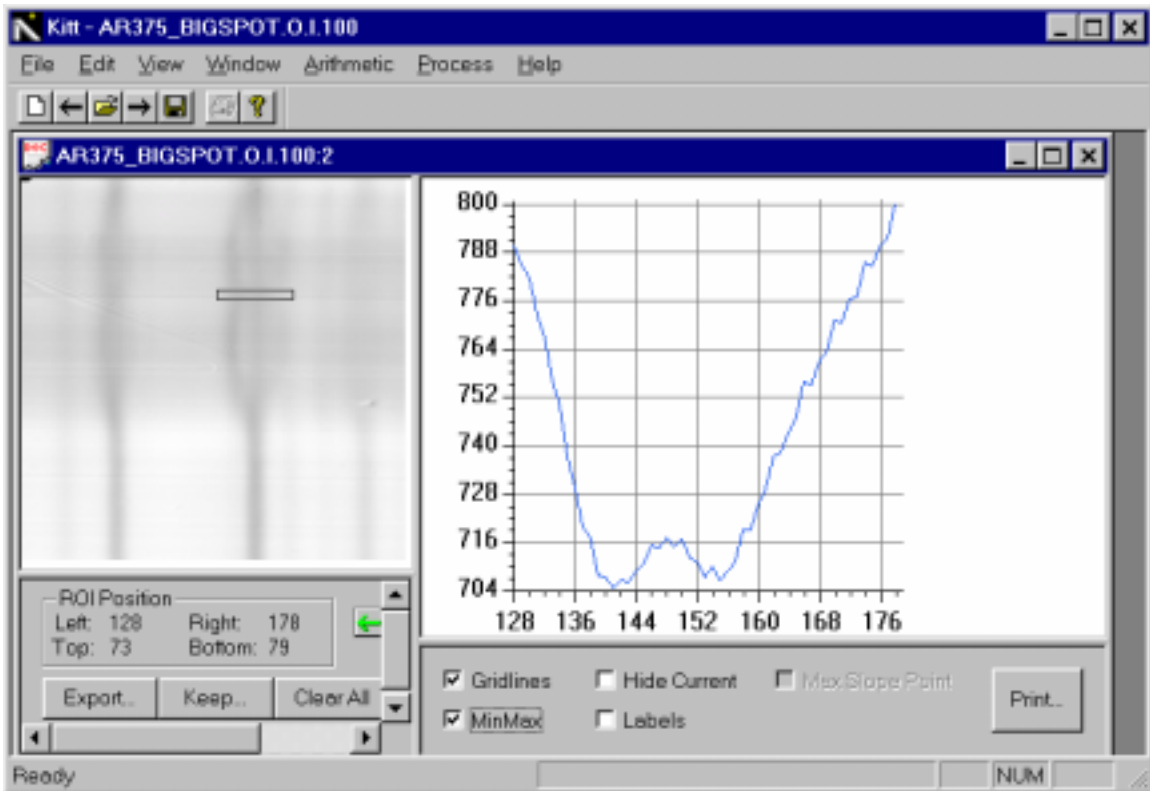 Kitt - AR375_BIGSPOT.O.I.100
File Edit View Window Arithmetic Process Help
AR375_BIGSPOT.O.I.100:2
800
788
776
764
752
740
728
716
704
128 136 144 152 160 168 176
ROI Position
Left: 128 Right: 178
Top: 73 Bottom: 79
Export... Keep... Clear All
Gridlines Hide Current Max Slope Point
MinMax Labels
Print...
Ready
NUM